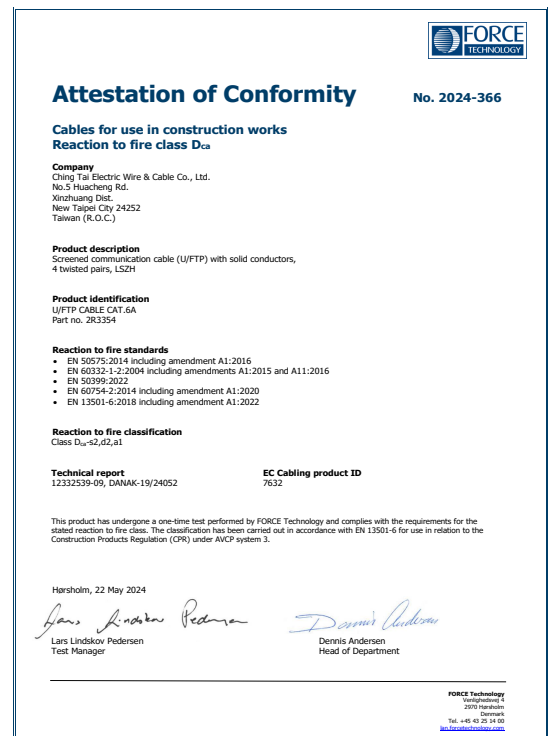 FORCE
TECHNOLOGY
Attestation of Conformity
No. 2024-366
Cables for use in construction works
Reaction to fire class Dca
Company
Ching Tai Electric Wire & Cable Co., Ltd.
No.5 Huacheng Rd.
Xinzhuang Dist.
New Taipei City 24252
Taiwan (R.O.C.)
Product description
Screened communication cable (U/FTP) with solid conductors,
4 twisted pairs, LSZH
Product identification
U/FTP CABLE CAT.6A
Part no. 2R3354
Reaction to fire standards
• EN 50575:2014 including amendment A1:2016
• EN 60332-1-2:2004 including amendments A1:2015 and A11:2016
• EN 50399:2022
• EN 60754-2:2014 including amendment A1:2020
• EN 13501-6:2018 including amendment A1:2022
Reaction to fire classification
Class Dca-s2,d2,a1
Technical report
12332539-09, DANAK-19/24052
EC Cabling product ID
7632
This product has undergone a one-time test performed by FORCE Technology and complies with the requirements for the
stated reaction to fire class. The classification has been carried out in accordance with EN 13501-6 for use in relation to the
Construction Products Regulation (CPR) under AVCP system 3.
Hørsholm, 22 May 2024
Lars Lindskov Pedersen
Dennis Andersen
Lars Lindskov Pedersen
Test Manager
Dennis Andersen
Head of Department
FORCE Technology
Venlighedsvej 4
2970 Hørsholm
Denmark
Tel. +45 43 25 14 00
lan.forcetechnology.com